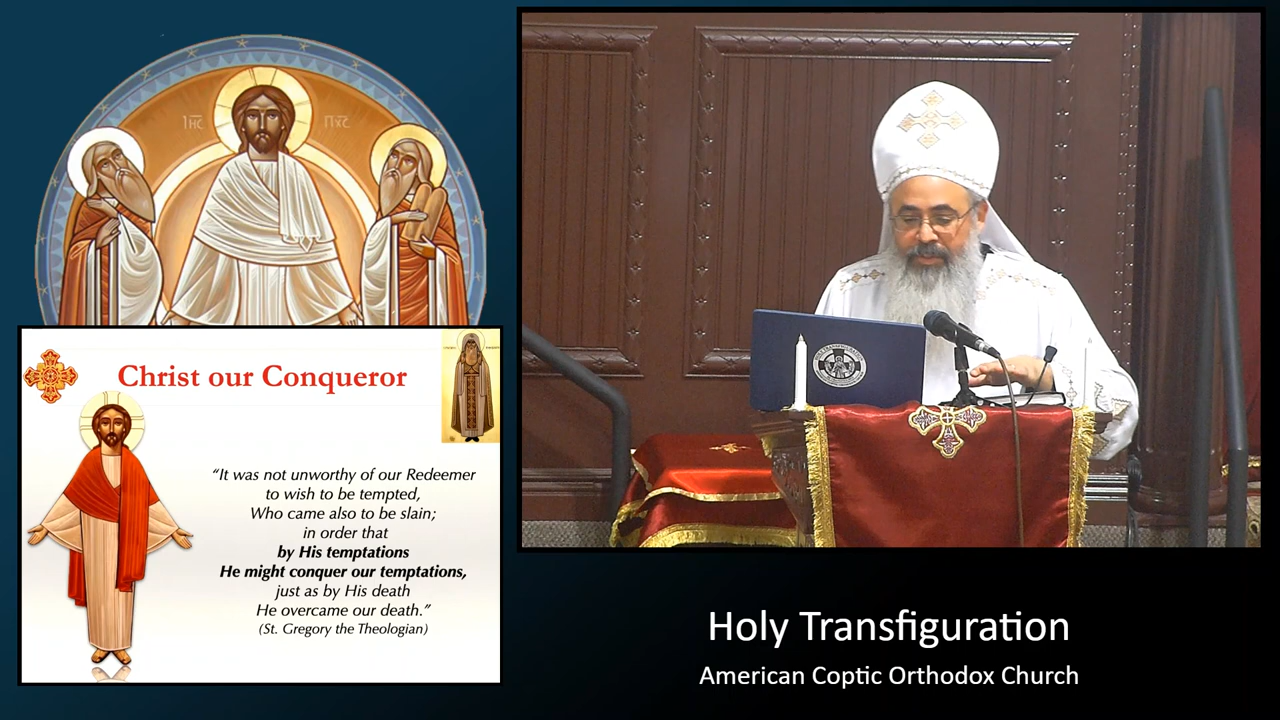 ΙΗ̅C̅
ΠΧ̅C̅
Christ our Conqueror
“It was not unworthy of our Redeemer
to wish to be tempted,
Who came also to be slain;
in order that
by His temptations
He might conquer our temptations,
just as by His death
He overcame our death.”
(St. Gregory the Theologian)
Holy Transfiguration
American Coptic Orthodox Church